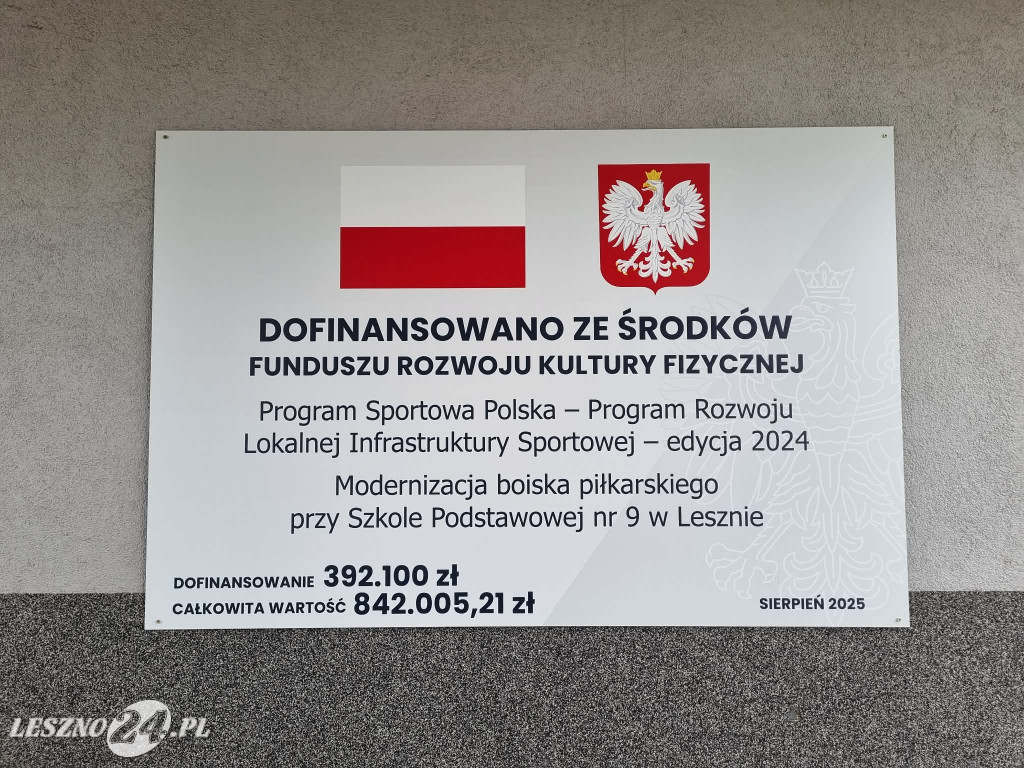 DOFINANSOWANO ZE ŚRODKÓW
FUNDUSZU ROZWOJU KULTURY FIZYCZNEJ
Program Sportowa Polska – Program Rozwoju
Lokalnej Infrastruktury Sportowej – edycja 2024
Modernizacja boiska piłkarskiego
przy Szkole Podstawowej nr 9 w Lesznie
DOFINANSOWANIE 392.100 zł
CAŁKOWITA WARTOŚĆ 842.005,21 zł
SIERPIEŃ 2025
LESZNO24.PL